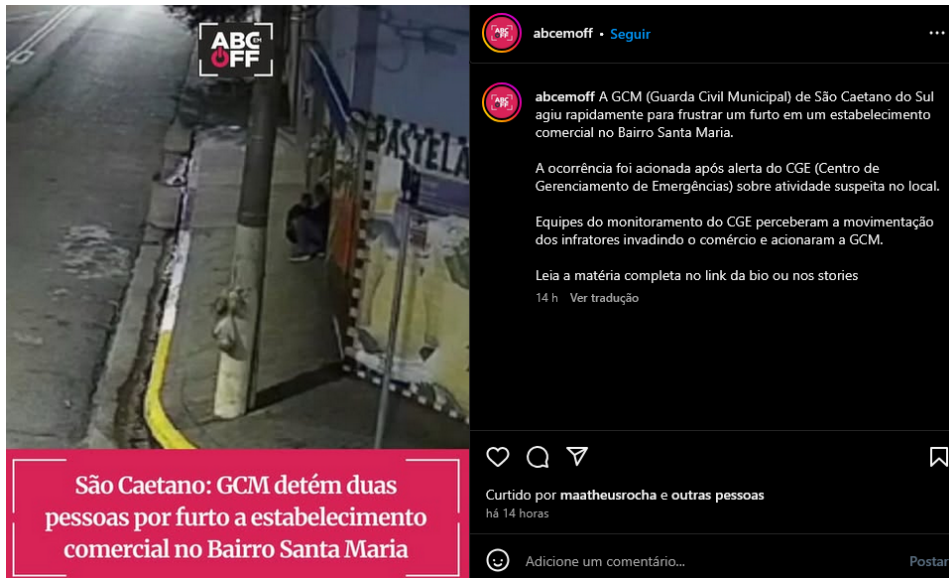 ABC
EM
OFF
PASTELA
São Caetano: GCM detém duas
pessoas por furto a estabelecimento
comercial no Bairro Santa Maria
abcemoff • Seguir
abcemoff A GCM (Guarda Civil Municipal) de São Caetano do Sul
agiu rapidamente para frustrar um furto em um estabelecimento
comercial no Bairro Santa Maria.
A ocorrência foi acionada após alerta do CGE (Centro de
Gerenciamento de Emergências) sobre atividade suspeita no local.
Equipes do monitoramento do CGE perceberam a movimentação
dos infratores invadindo o comércio e acionaram a GCM.
Leia a matéria completa no link da bio ou nos stories
14 h Ver tradução
Curtido por maatheusrocha e outras pessoas
há 14 horas
Adicione um comentário...
Postar